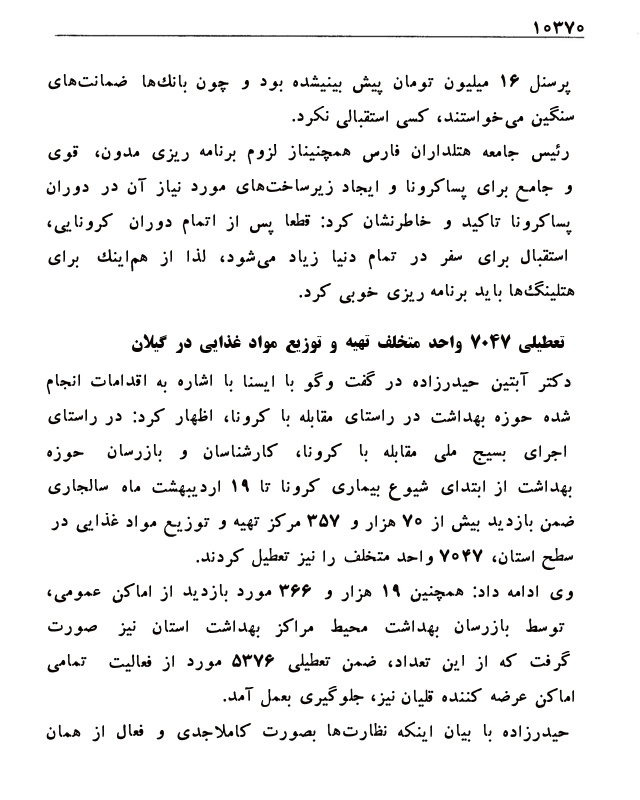 ۱۰۳۷۰
پرسنل ۱۶ میلیون تومان پیش بینیشده بود و چون بانك‌ها ضمانت‌های
سنگین می‌خواستند، کسی استقبالی نکرد.
رئیس جامعه هتلداران فارس همچنیناز لزوم برنامه ریزی مدون، قوی
و جامع برای پساکرونا و ایجاد زیرساخت‌های مورد نیاز آن در دوران
پساکرونا تاکید و خاطرنشان کرد: قطعا پس از اتمام دوران کرونایی،
استقبال برای سفر در تمام دنیا زیاد می‌شود، لذا از هم‌اینك برای
هتلینگ‌ها باید برنامه ریزی خوبی کرد.
تعطیلی ۷۰۴۷ واحد متخلف تهیه و توزیع مواد غذایی در گیلان
دکتر آبتین حیدرزاده در گفت وگو با ایسنا با اشاره به اقدامات انجام
شده حوزه بهداشت در راستای مقابله با کرونا، اظهار کرد: در راستای
اجرای بسیج ملی مقابله با کرونا، کارشناسان و بازرسان حوزه
بهداشت از ابتدای شیوع بیماری کرونا تا ۱۹ اردیبهشت ماه سالجاری
ضمن بازدید بیش از ۷۰ هزار و ۳۵۷ مرکز تهیه و توزیع مواد غذایی در
سطح استان، ۷۰۴۷ واحد متخلف را نیز تعطیل کردند.
وی ادامه داد: همچنین ۱۹ هزار و ۳۶۶ مورد بازدید از اماکن عمومی،
توسط بازرسان بهداشت محیط مراکز بهداشت استان نیز صورت
گرفت که از این تعداد، ضمن تعطیلی ۵۳۷۶ مورد از فعالیت تمامی
اماکن عرضه کننده قلیان نیز، جلوگیری بعمل آمد.
حیدرزاده با بیان اینکه نظارت‌ها بصورت کاملاجدی و فعال از همان